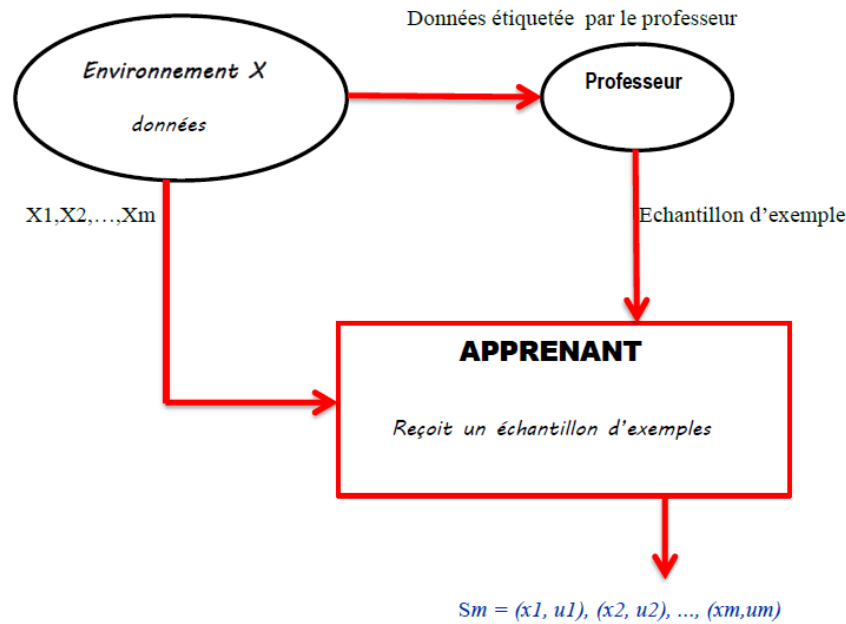 Données étiquetée par le professeur
Environnement X
données
Professeur
X1,X2,…,Xm
Echantillon d’exemple
APPRENANT
Reçoit un échantillon d’exemples
Sm = (x1, u1), (x2, u2), ..., (xm,um)